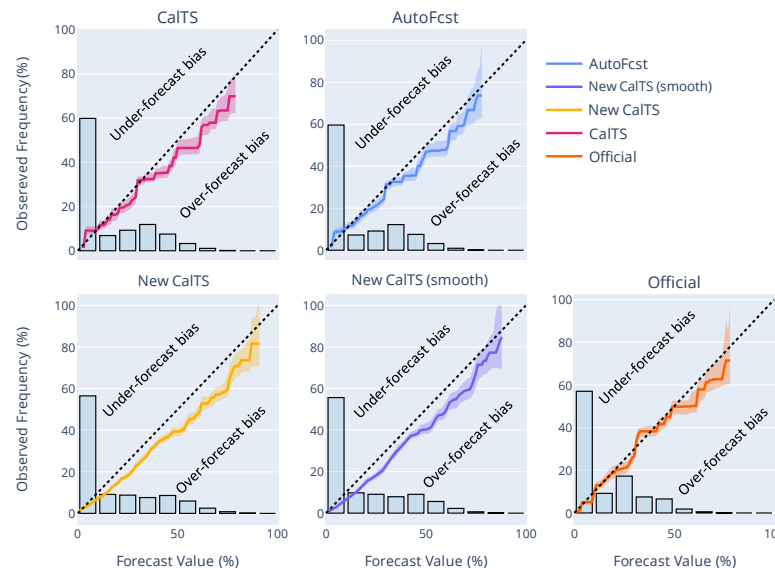 CalTS
AutoFcst
100
80
60
40
20
0
Obsereved Frequency (%)
Under-forecast bias
Over-forecast bias
100
80
60
40
20
0
Under-forecast bias
Over-forecast bias
AutoFcst
New CalTS (smooth)
New CalTS
CalTS
Official
New CalTS
New CalTS (smooth)
Official
100
80
60
40
20
0
Observed Frequency (%)
Under-forecast bias
Over-forecast bias
0
50
100
Forecast Value (%)
100
80
60
40
20
0
Under-forecast bias
Over-forecast bias
0
50
100
Forecast Value (%)
100
80
60
40
20
0
Under-forecast bias
Over-forecast bias
0
50
100
Forecast Value (%)